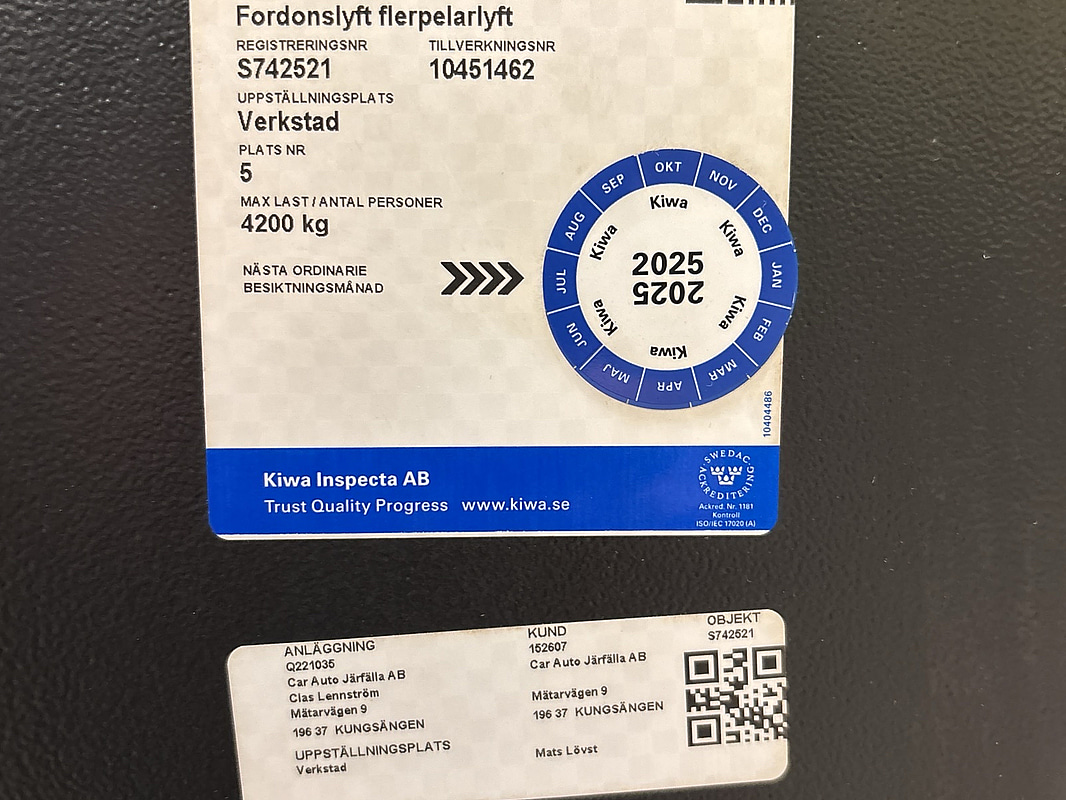 Fordonslyft flerpelarlyft
REGISTRERINGSNR TILLVERKNINGSNR
S742521 10451462
UPPSTÄLLNINGSPLATS
Verkstad
PLATS NR
5
MAX LAST / ANTAL PERSONER
4200 kg
NÄSTA ORDINARIE
BESIKTNINGSMÅNAD
OKT
NOV
DEC
JAN
FEB
MAR
APR
MAJ
JUN
JUL
AUG
SEP
Kiwa
Kiwa
Kiwa
Kiwa
Kiwa
Kiwa
2025
2025
10404486
Kiwa Inspecta AB
Trust Quality Progress www.kiwa.se
SWEDAC
ACKREDITERING
Ackred. Nr. 1181
Kontroll
ISO/IEC 17020 (A)
ANLÄGGNING
Q221035
Car Auto Järfälla AB
Clas Lennström
Mätarvägen 9
196 37 KUNGSÄNGEN
UPPSTÄLLNINGSPLATS
Verkstad
KUND
152607
Car Auto Järfälla AB
Mätarvägen 9
196 37 KUNGSÄNGEN
Mats Lövst
OBJEKT
S742521